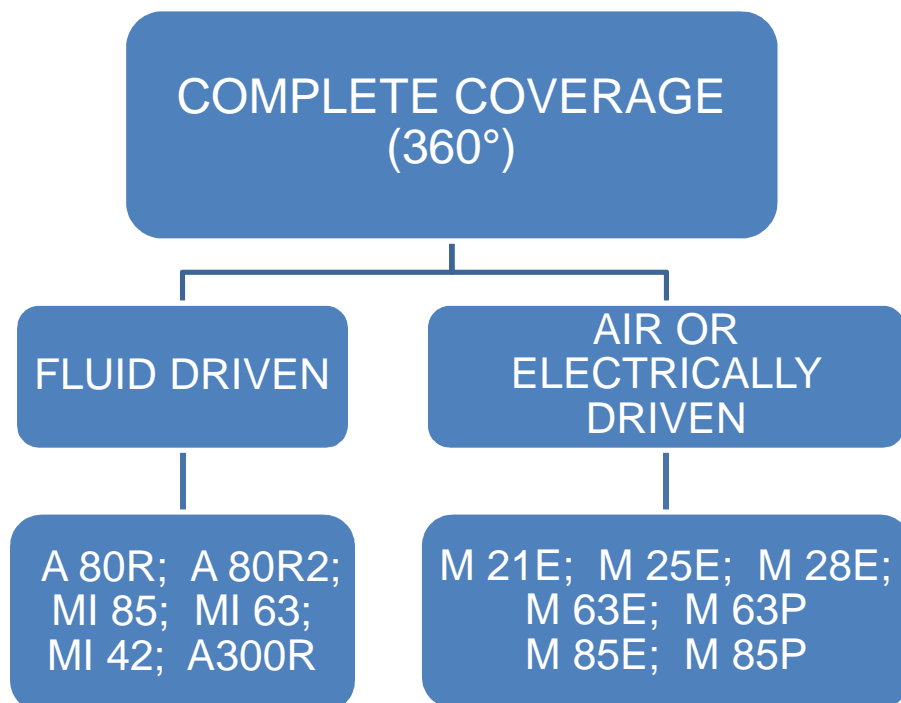 COMPLETE COVERAGE
(360°)
FLUID DRIVEN
AIR OR
ELECTRICALLY
DRIVEN
A 80R; A 80R2;
MI 85; MI 63;
MI 42; A300R
M 21E; M 25E; M 28E;
M 63E; M 63P
M 85E; M 85P